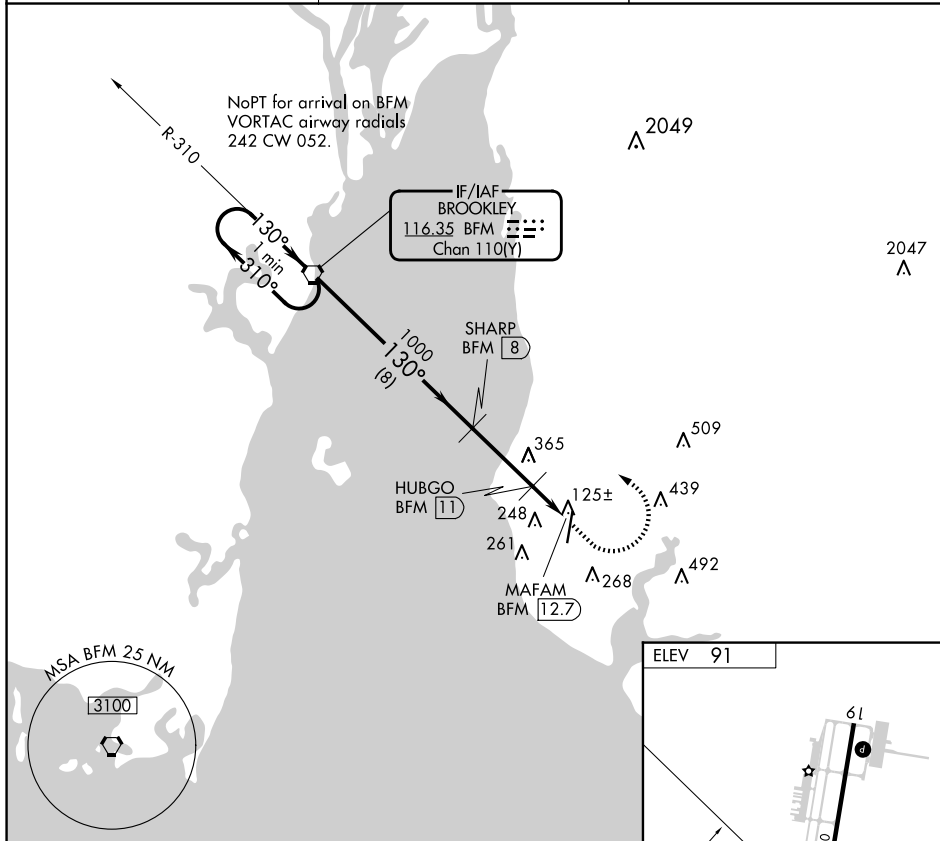 NoPT for arrival on BFM
VORTAC airway radials
242 CW 052.
R-310
2049
IF/IAF
BROOKLEY
116.35 BFM
Chan 110(Y)
2047
130°
1 min
310°
1000
130°
(8)
SHARP
BFM 8
365
509
HUBGO
BFM 11
248
125±
439
261
268
492
MAFAM
BFM 12.7
MSA BFM 25 NM
3100
ELEV 91
19
P